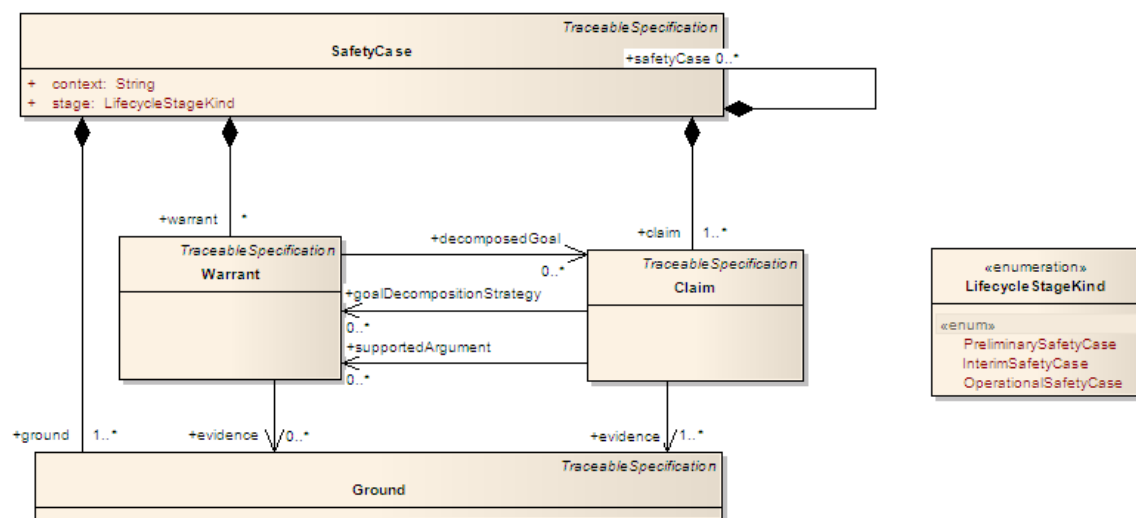 TraceableSpecification
SafetyCase
+safetyCase 0..*
+ context: String
+ stage: LifecycleStageKind
+warrant *
+decomposedGoal
0..*
+claim 1..*
TraceableSpecification
Warrant
TraceableSpecification
Claim
+goalDecompositionStrategy
0..*
+supportedArgument
0..*
«enumeration»
LifecycleStageKind
«enum»
PreliminarySafetyCase
InterimSafetyCase
OperationalSafetyCase
+ground 1..*
+evidence 0..*
+evidence 1..*
TraceableSpecification
Ground